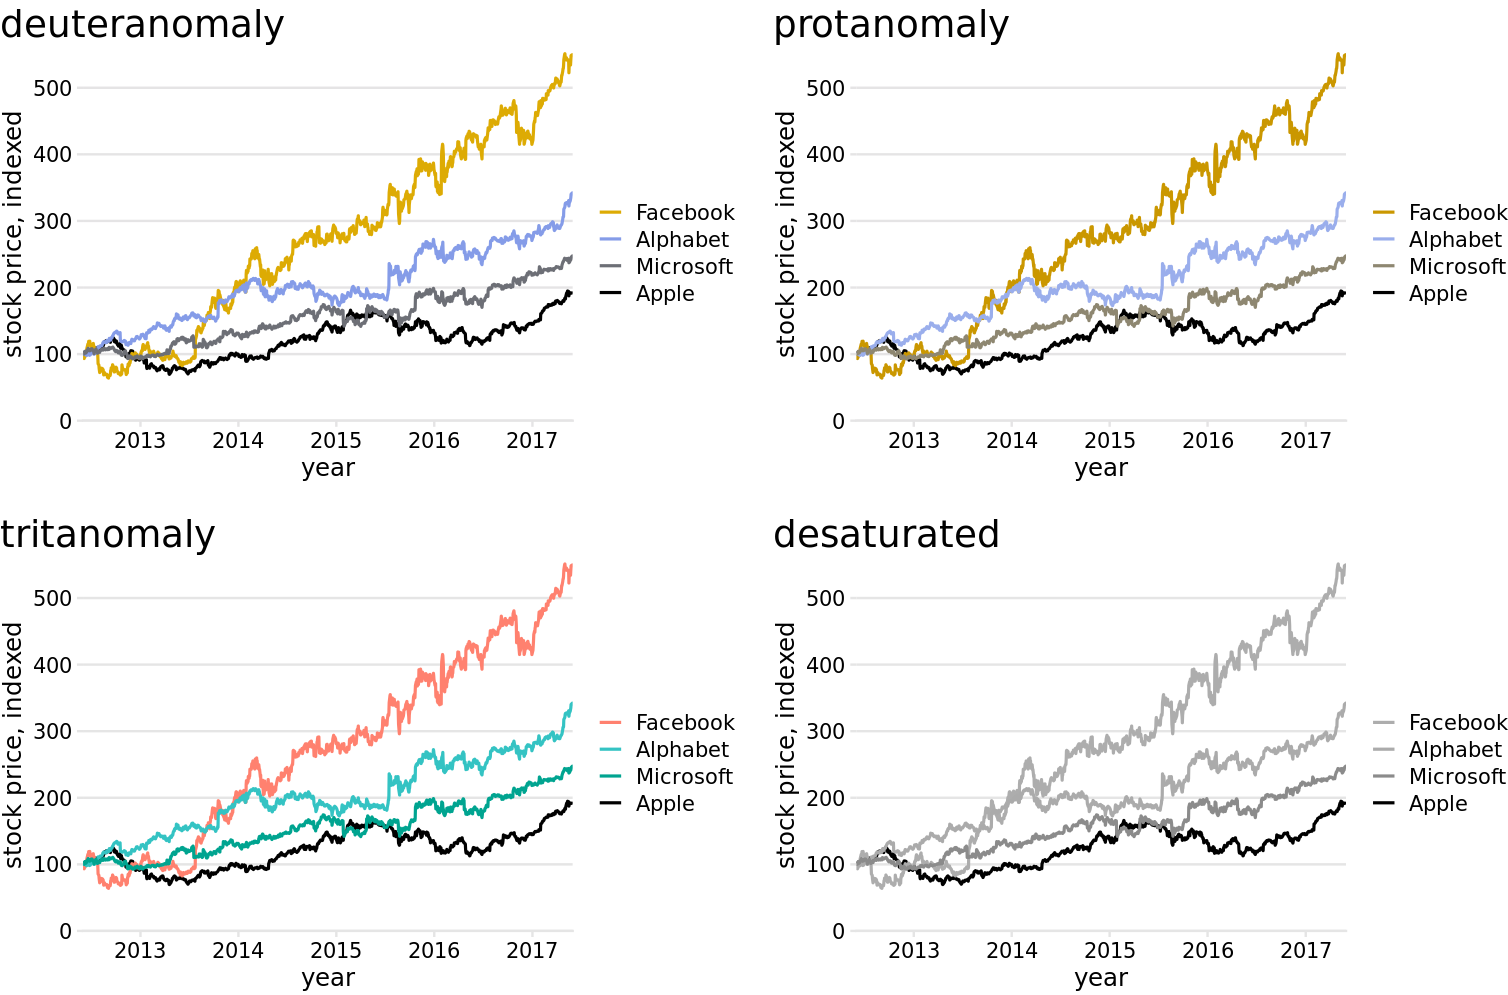 deuteranomaly
stock price, indexed
500
400
300
200
100
0
2013 2014 2015 2016 2017
year
Facebook
Alphabet
Microsoft
Apple
protanomaly
stock price, indexed
500
400
300
200
100
0
2013 2014 2015 2016 2017
year
Facebook
Alphabet
Microsoft
Apple
tritanomaly
stock price, indexed
500
400
300
200
100
0
2013 2014 2015 2016 2017
year
Facebook
Alphabet
Microsoft
Apple
desaturated
stock price, indexed
500
400
300
200
100
0
2013 2014 2015 2016 2017
year
Facebook
Alphabet
Microsoft
Apple